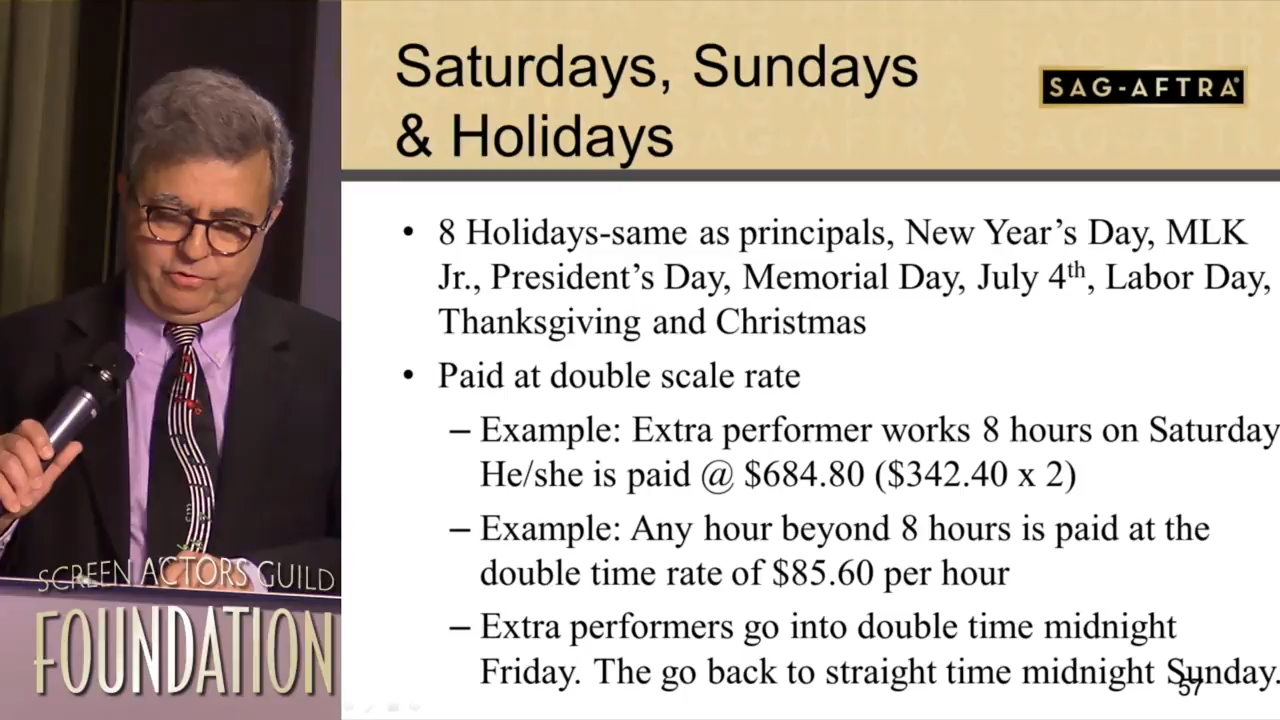 Saturdays, Sundays
& Holidays
SAG-AFTRA®
• 8 Holidays-same as principals, New Year’s Day, MLK
Jr., President’s Day, Memorial Day, July 4th, Labor Day,
Thanksgiving and Christmas
• Paid at double scale rate
– Example: Extra performer works 8 hours on Saturday
He/she is paid @ $684.80 ($342.40 x 2)
– Example: Any hour beyond 8 hours is paid at the
double time rate of $85.60 per hour
– Extra performers go into double time midnight
Friday. The go back to straight time midnight Sunday.
57
SCREEN ACTORS GUILD
FOUNDATION